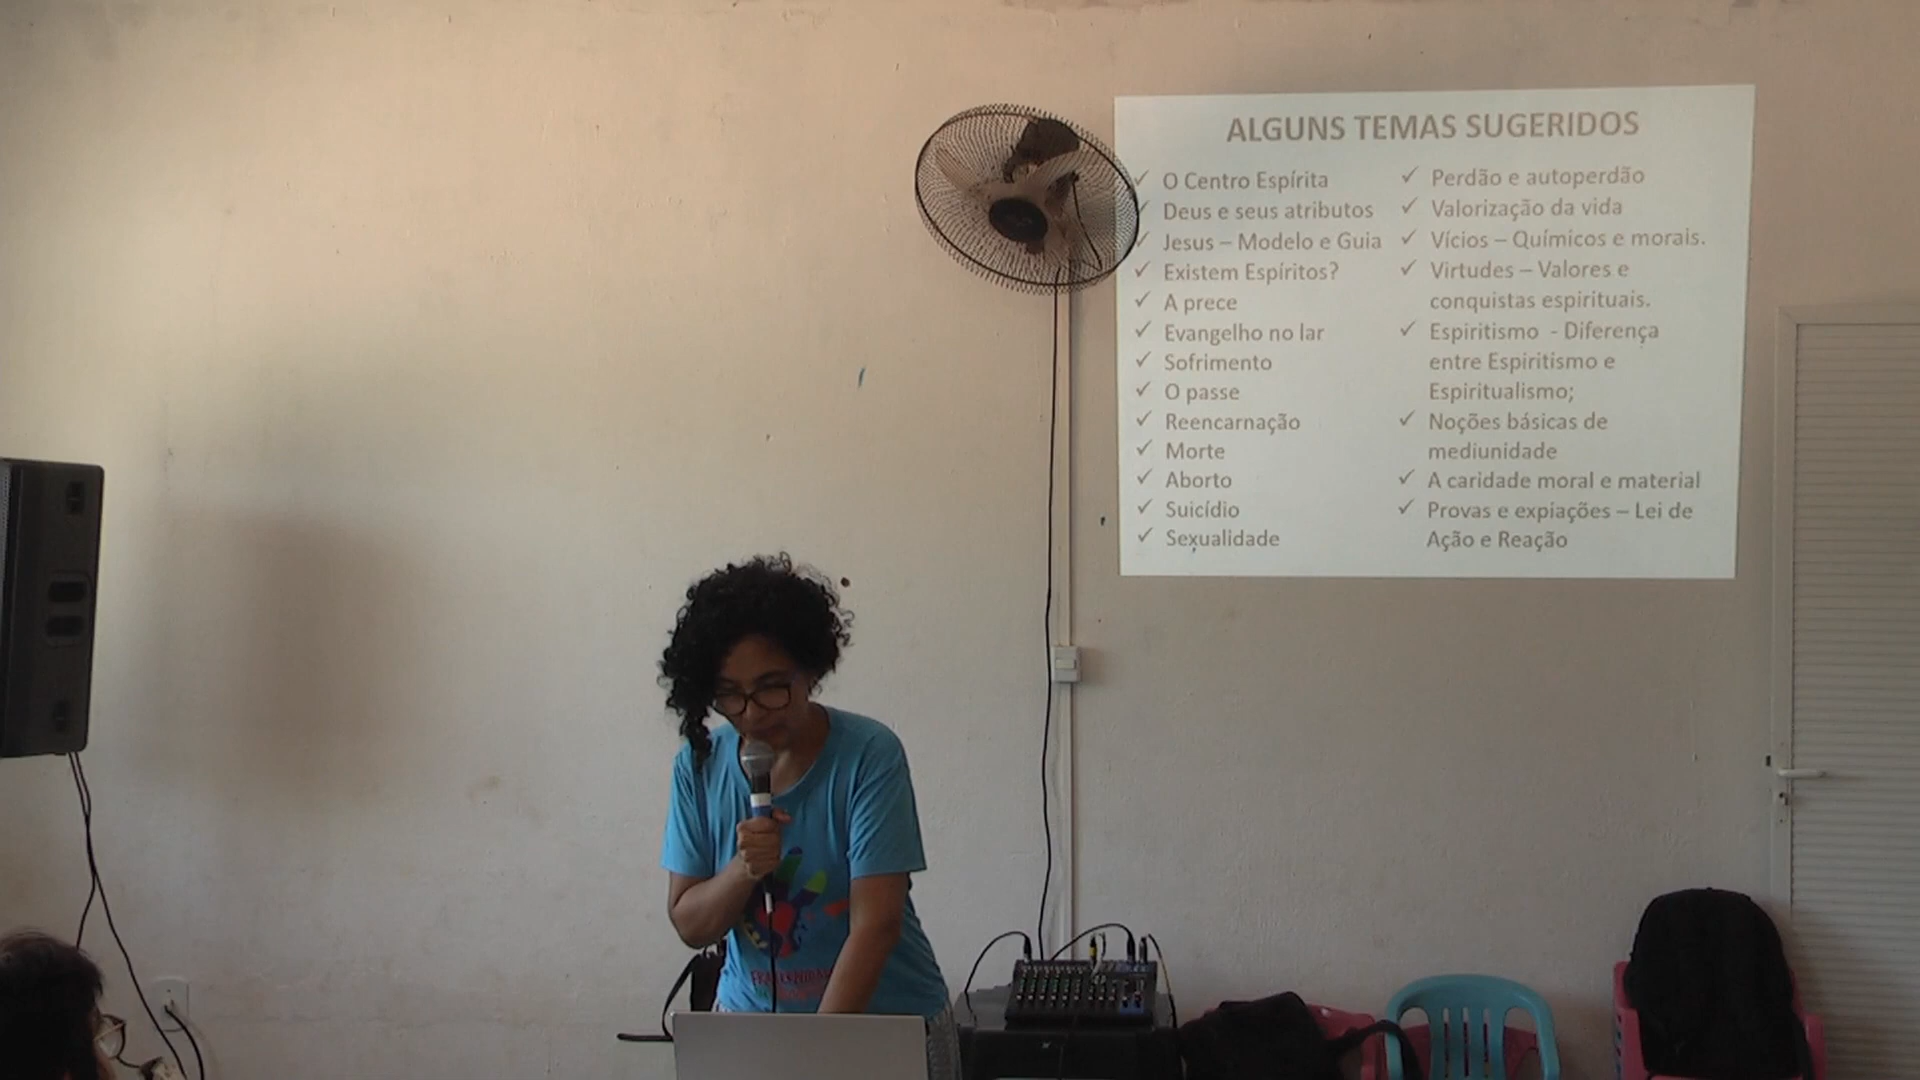 ALGUNS TEMAS SUGERIDOS
✓ O Centro Espírita
✓ Deus e seus atributos
✓ Jesus – Modelo e Guia
✓ Existem Espíritos?
✓ A prece
✓ Evangelho no lar
✓ Sofrimento
✓ O passe
✓ Reencarnação
✓ Morte
✓ Aborto
✓ Suicídio
✓ Sexualidade
✓ Perdão e autoperdão
✓ Valorização da vida
✓ Vícios – Químicos e morais.
✓ Virtudes – Valores e
conquistas espirituais.
✓ Espiritismo - Diferença
entre Espiritismo e
Espiritualismo;
✓ Noções básicas de
mediunidade
✓ A caridade moral e material
✓ Provas e expiações – Lei de
Ação e Reação